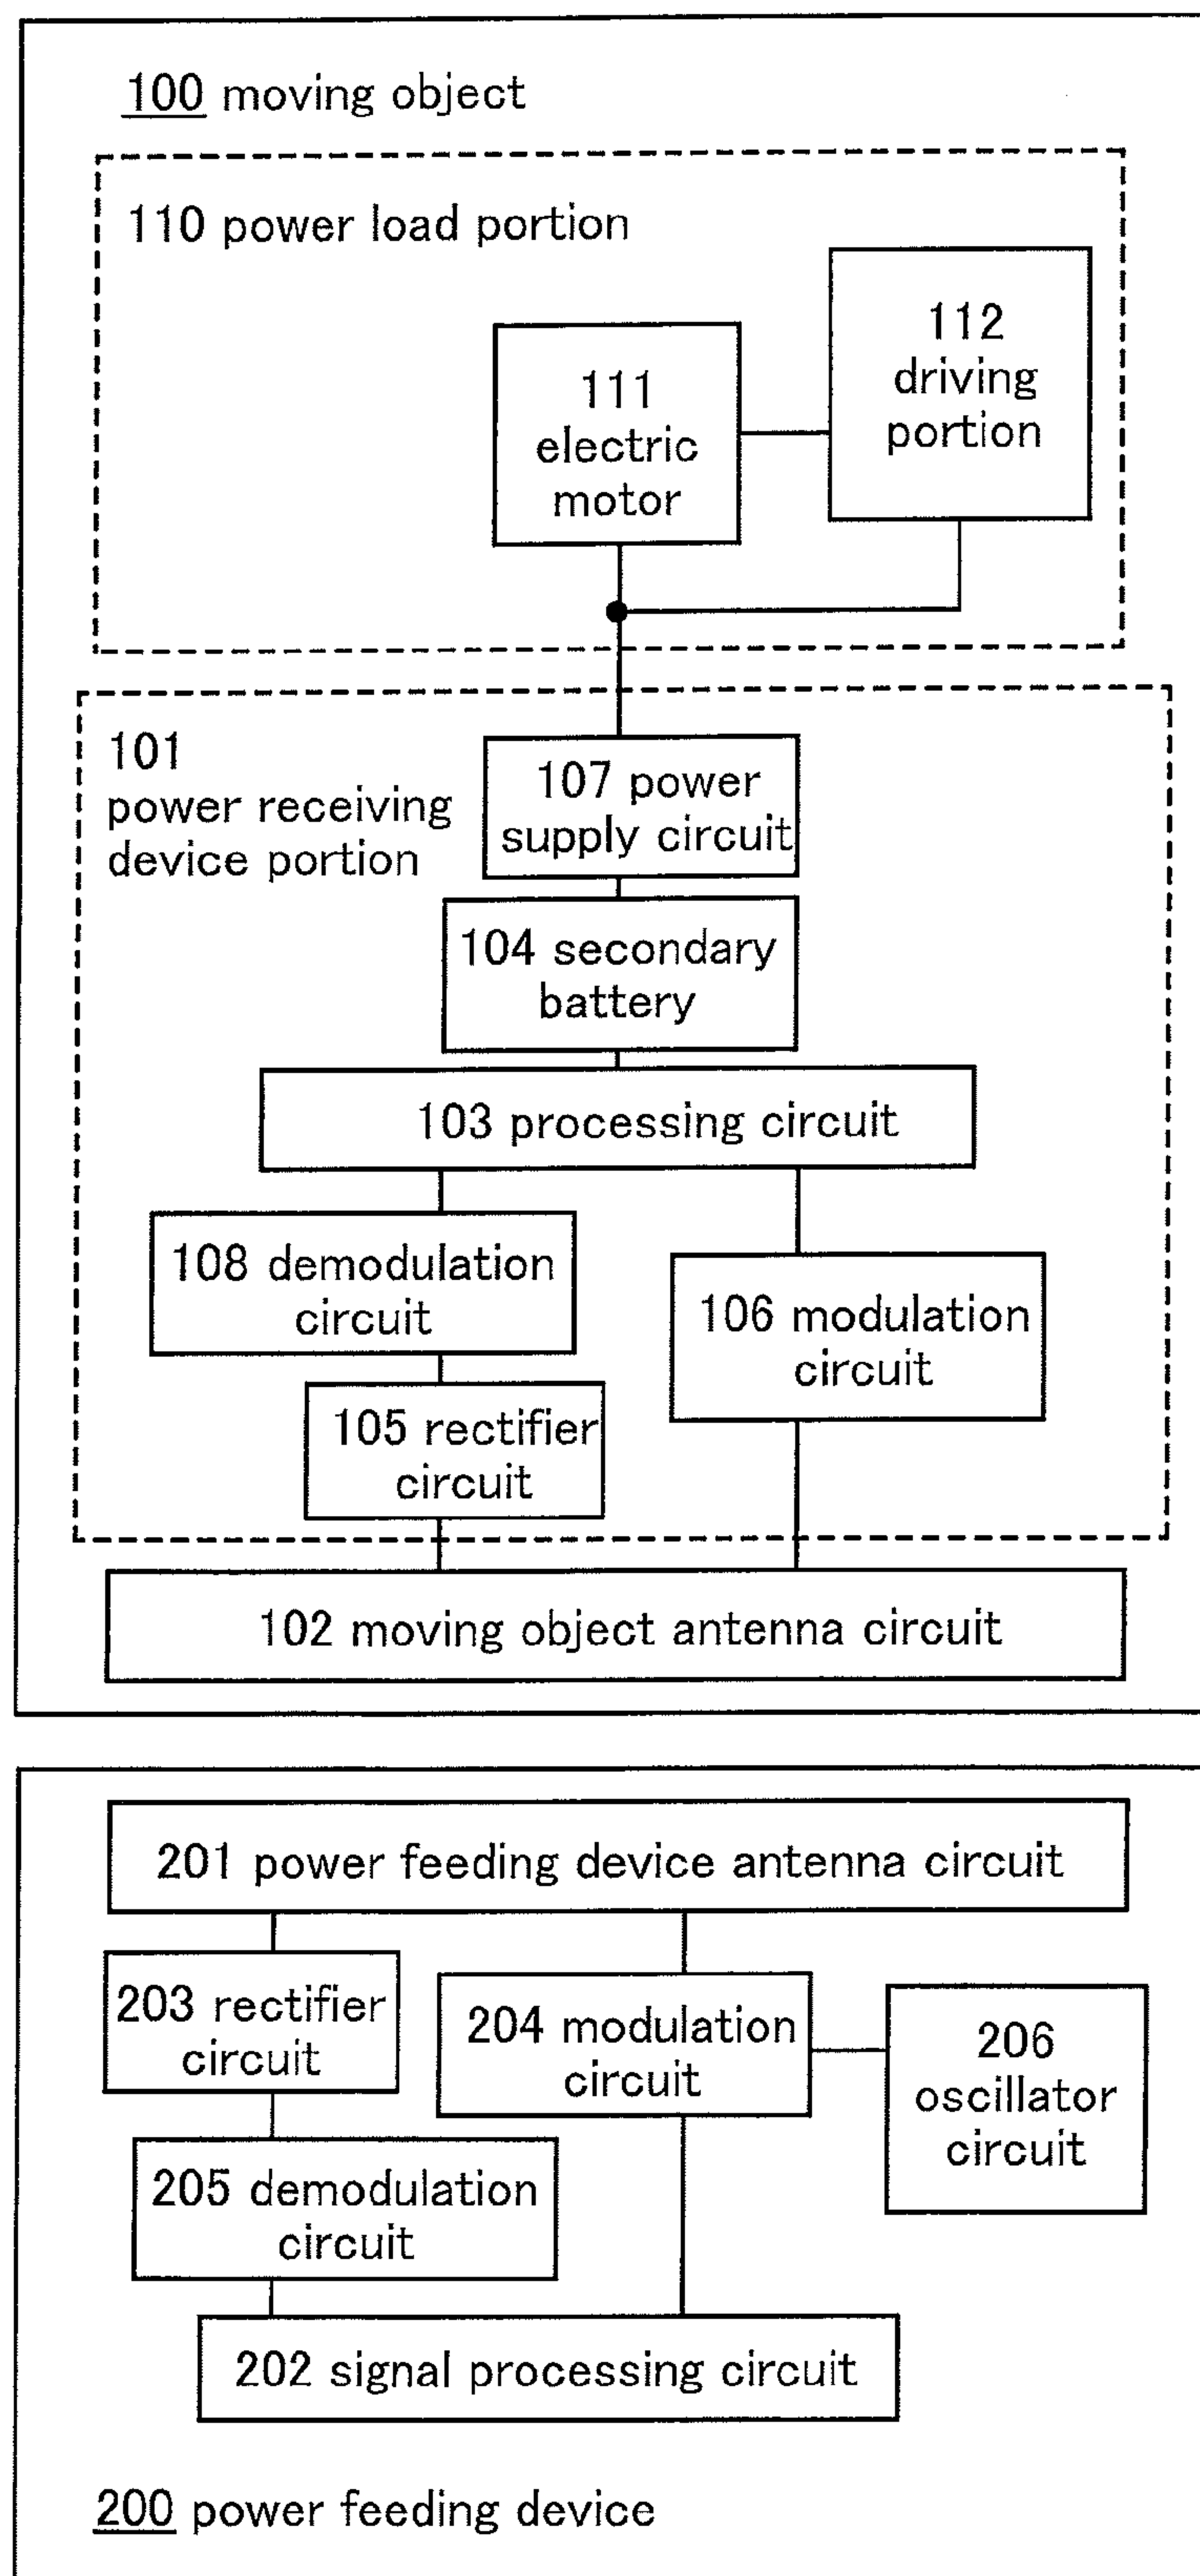 100 moving object
110 power load portion
111
electric
motor
112
driving
portion
101
power receiving
device portion
107 power
supply circuit
104 secondary
battery
103 processing circuit
108 demodulation
circuit
106 modulation
circuit
105 rectifier
circuit
102 moving object antenna circuit
201 power feeding device antenna circuit
203 rectifier
circuit
204 modulation
circuit
206
oscillator
circuit
205 demodulation
circuit
202 signal processing circuit
200 power feeding device